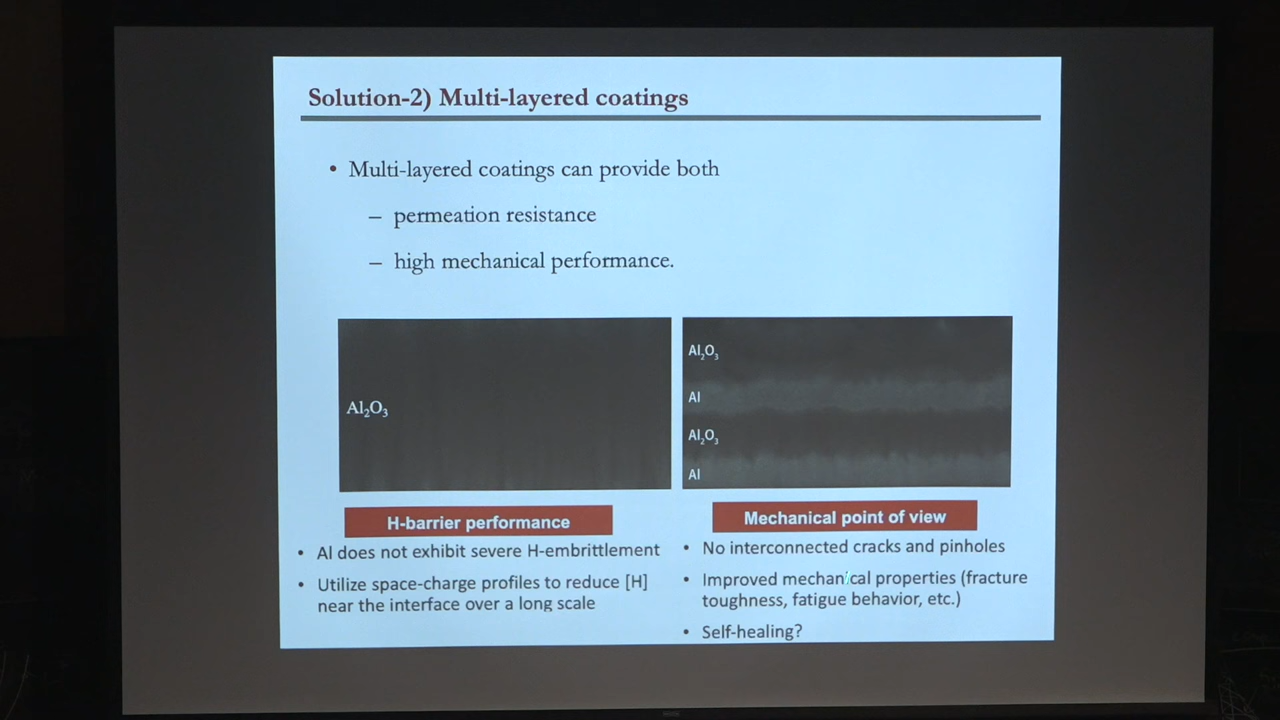 Solution-2) Multi-layered coatings
• Multi-layered coatings can provide both
– permeation resistance
– high mechanical performance.
Al₂O₃
Al₂O₃
Al
Al₂O₃
Al
H-barrier performance
• Al does not exhibit severe H-embrittlement
• Utilize space-charge profiles to reduce [H]
near the interface over a long scale
Mechanical point of view
• No interconnected cracks and pinholes
• Improved mechanical properties (fracture
toughness, fatigue behavior, etc.)
• Self-healing?